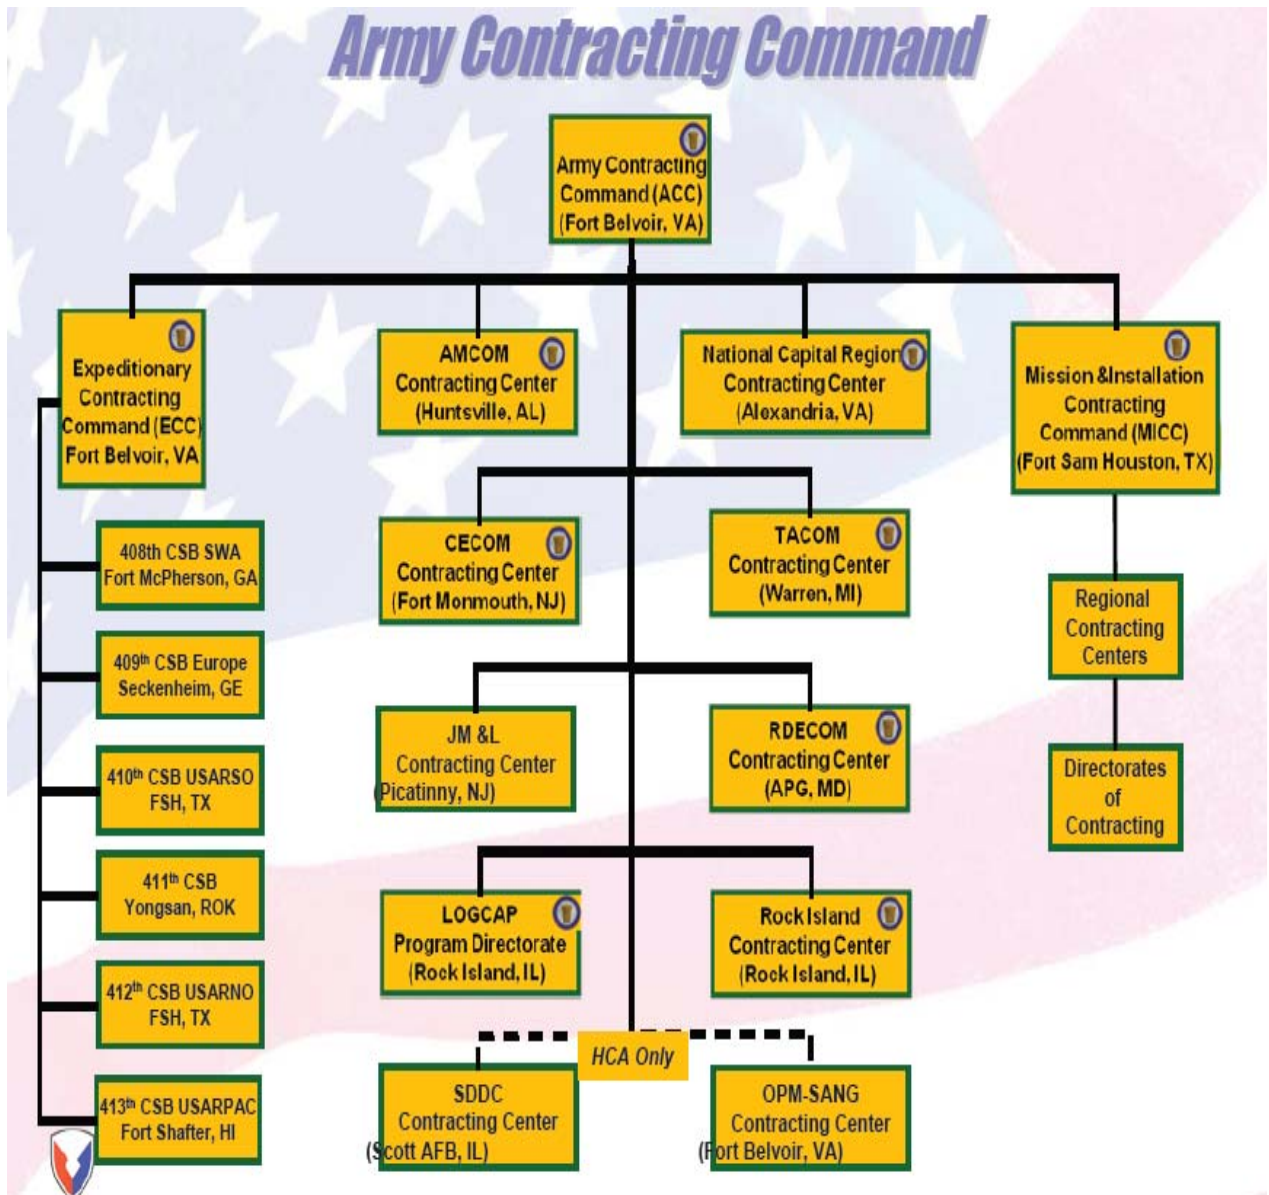 Army Contracting Command
Army Contracting
Command (ACC)
(Fort Belvoir, VA)
Expeditionary
Contracting
Command (ECC)
Fort Belvoir, VA
408th CSB SWA
Fort McPherson, GA
409th CSB Europe
Seckenheim, GE
410th CSB USARSO
FSH, TX
411th CSB
Yongsan, ROK
412th CSB USARNO
FSH, TX
413th CSB USARPAC
Fort Shafter, HI
AMCOM
Contracting Center
(Huntsville, AL)
National Capital Region
Contracting Center
(Alexandria, VA)
CECOM
Contracting Center
(Fort Monmouth, NJ)
TACOM
Contracting Center
(Warren, MI)
JM &L
Contracting Center
(Picatinny, NJ)
RDECOM
Contracting Center
(APG, MD)
LOGCAP
Program Directorate
(Rock Island, IL)
Rock Island
Contracting Center
(Rock Island, IL)
HCA Only
SDDC
Contracting Center
(Scott AFB, IL)
OPM-SANG
Contracting Center
(Fort Belvoir, VA)
Mission &Installation
Contracting
Command (MICC)
(Fort Sam Houston, TX)
Regional
Contracting
Centers
Directorates
of
Contracting